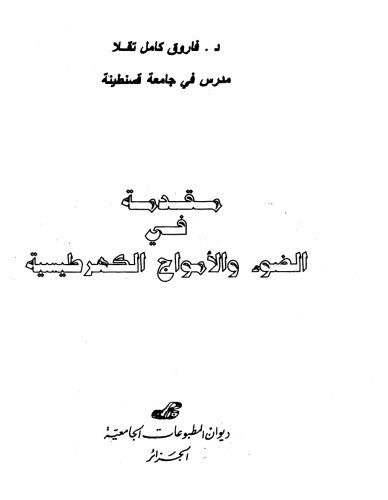 د . فاروق كامل تقلا
مدرس في جامعة قسنطينة
مقدمة
في
الضوء والأمواج الكهرطيسية
ديوان المطبوعات الجامعية
الجزائر